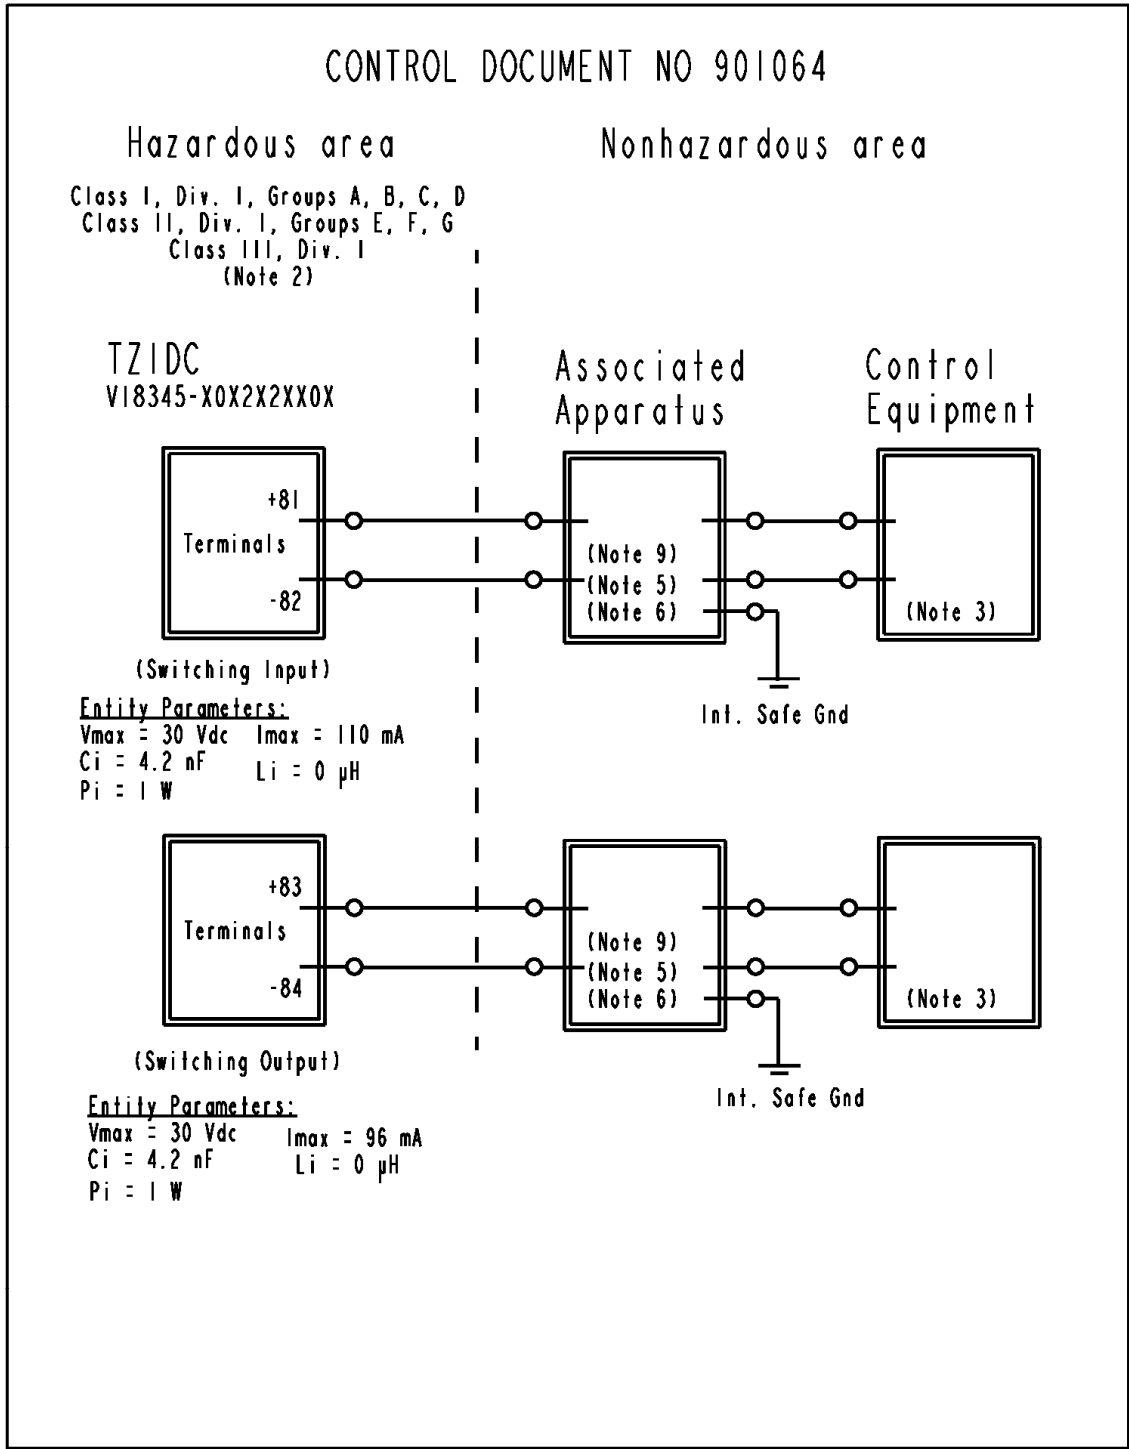 CONTROL DOCUMENT NO 901064
Hazardous area
Nonhazardous area
Class I, Div. I, Groups A, B, C, D
Class II, Div. I, Groups E, F, G
Class III, Div. I
(Note 2)
TZIDC
V18345-X0X2X2XX0X
Associated
Apparatus
Control
Equipment
+81
Terminals
-82
(Note 9)
(Note 5)
(Note 6)
(Note 3)
(Switching Input)
Int. Safe Gnd
Entity Parameters:
Vmax = 30 Vdc Imax = 110 mA
Ci = 4.2 nF Li = 0 µH
Pi = 1 W
+83
Terminals
-84
(Note 9)
(Note 5)
(Note 6)
(Note 3)
(Switching Output)
Int. Safe Gnd
Entity Parameters:
Vmax = 30 Vdc Imax = 96 mA
Ci = 4.2 nF Li = 0 µH
Pi = 1 W